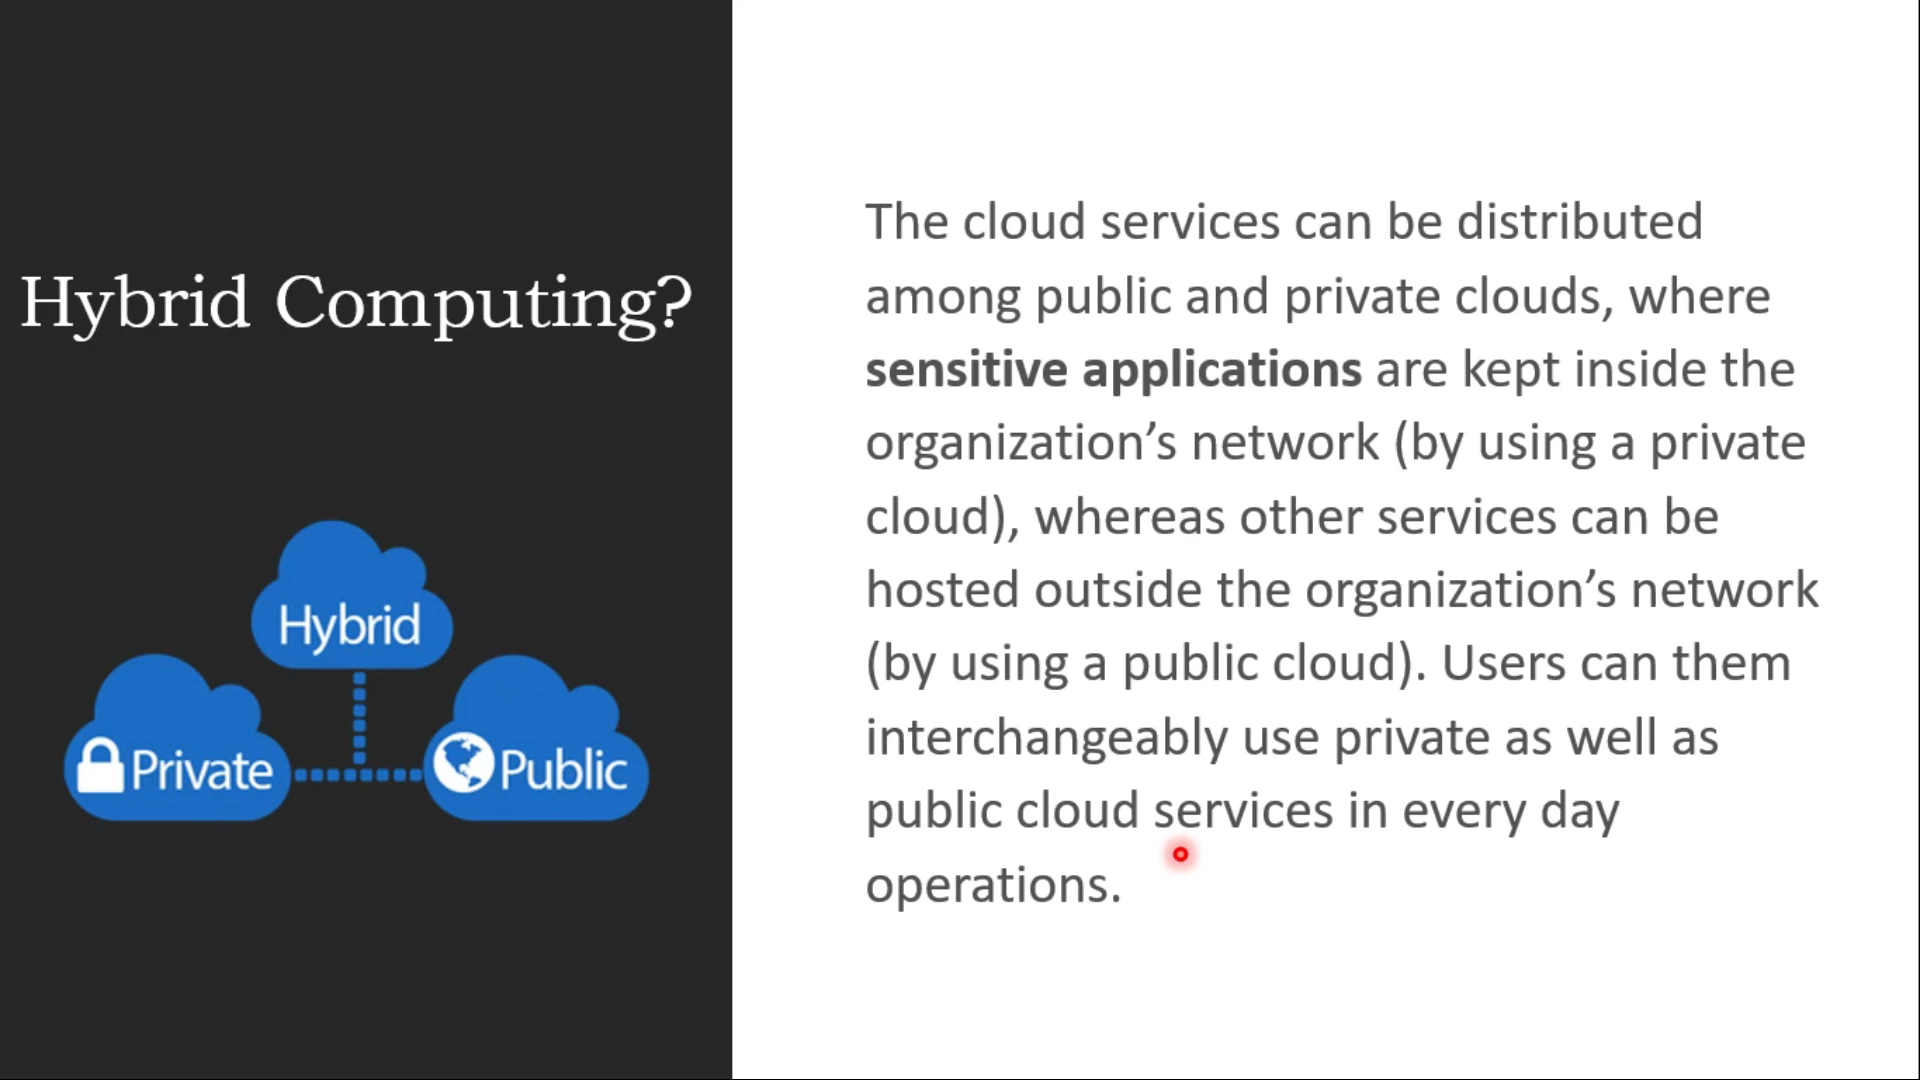 Hybrid Computing?
Hybrid
Private
Public
The cloud services can be distributed
among public and private clouds, where
sensitive applications are kept inside the
organization’s network (by using a private
cloud), whereas other services can be
hosted outside the organization’s network
(by using a public cloud). Users can them
interchangeably use private as well as
public cloud services in every day
operations.